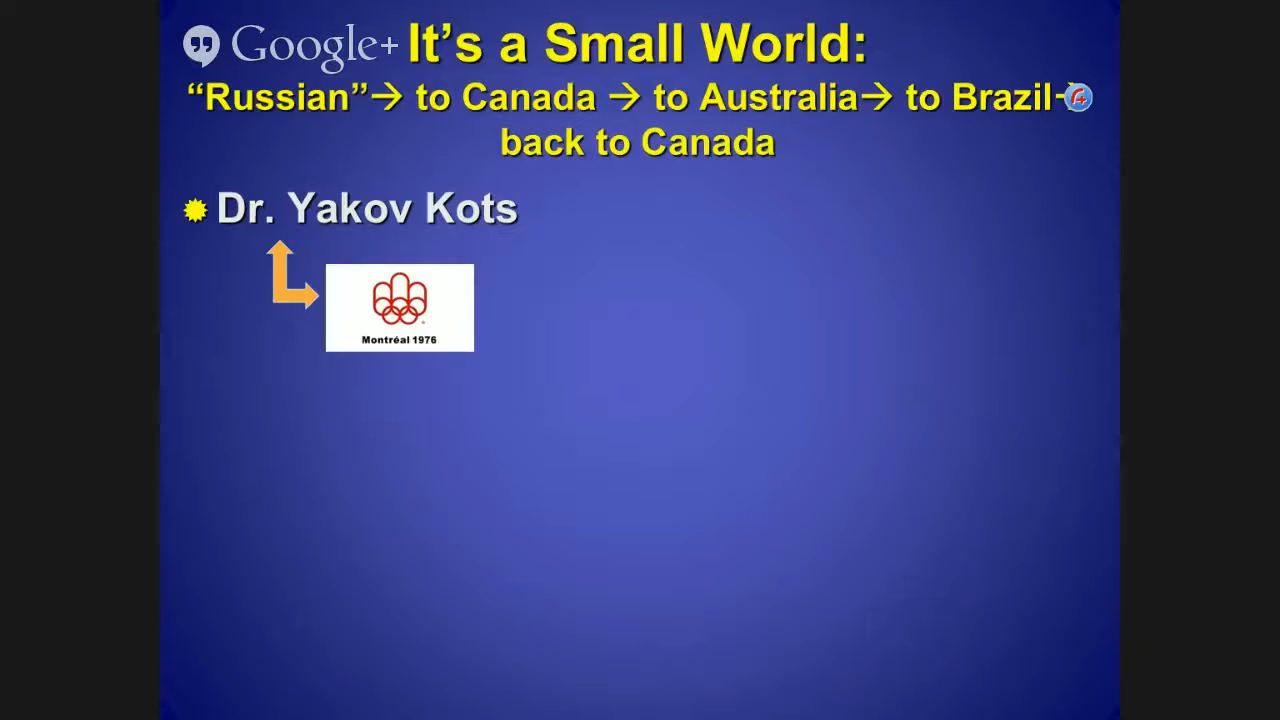 Google+ It’s a Small World:
“Russian”→ to Canada → to Australia→ to Brazil→
back to Canada
Dr. Yakov Kots
Montréal 1976